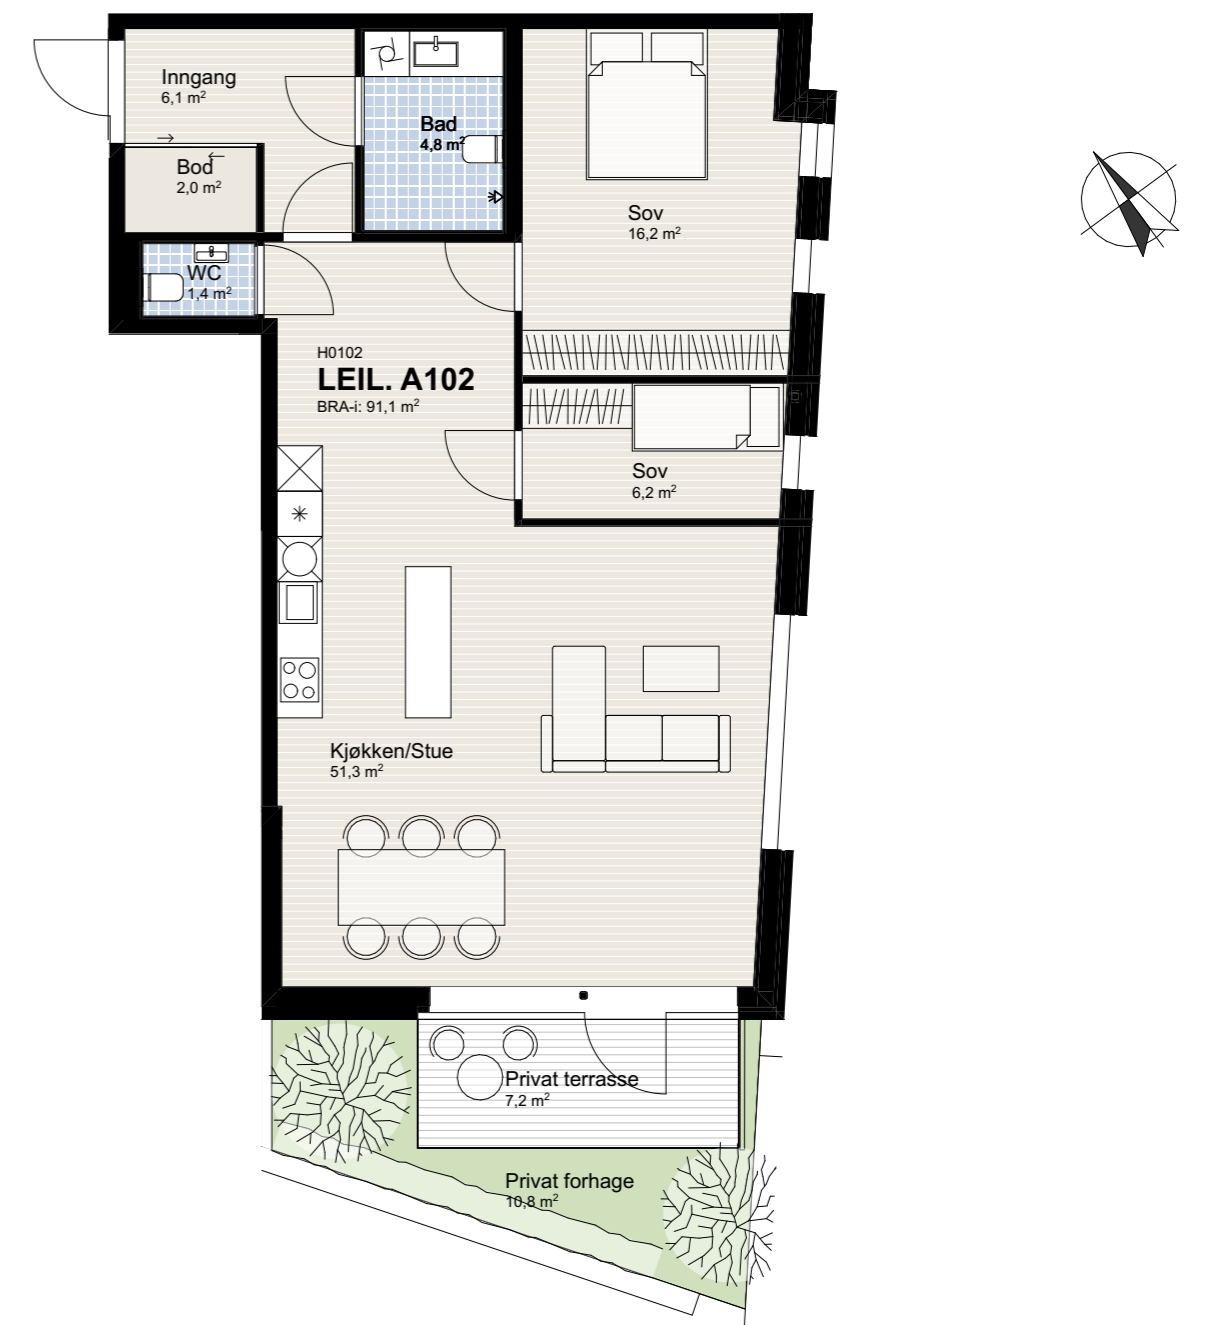 Inngang
6,1 m²
Bad
4,8 m²
Bod
2,0 m²
Sov
16,2 m²
WC
1,4 m²
H0102
LEIL. A102
BRA-i: 91,1 m²
Sov
6,2 m²
Kjøkken/Stue
51,3 m²
Privat terrasse
7,2 m²
Privat forhage
10,8 m²